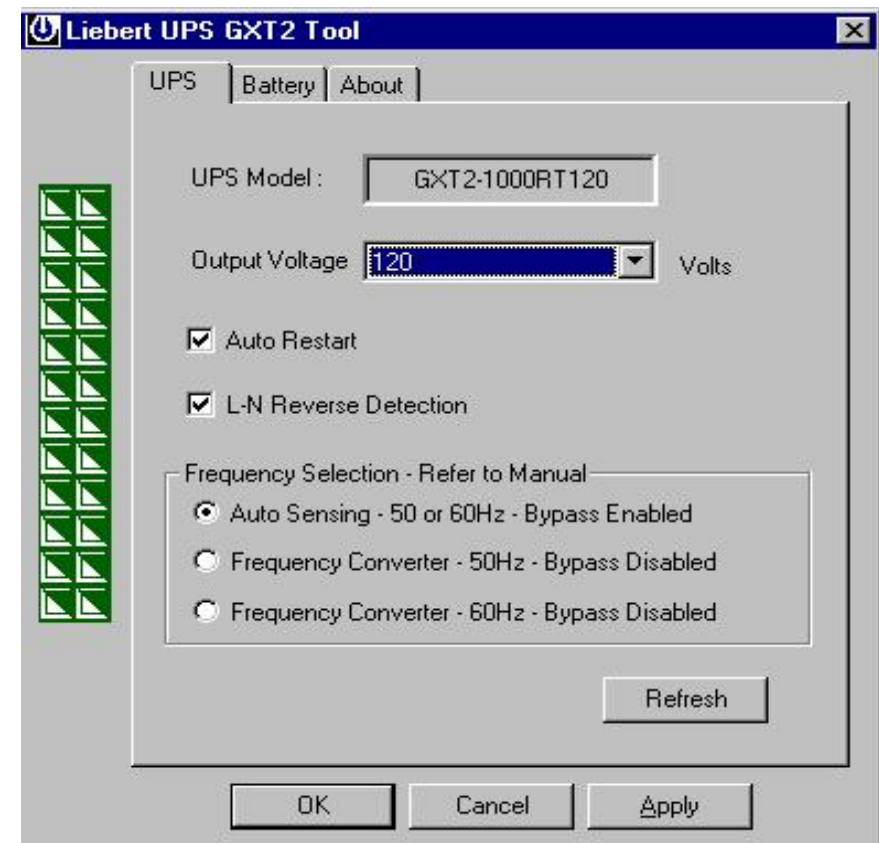 Liebert UPS GXT2 Tool
UPS Battery About
UPS Model : GXT2-1000RT120
Output Voltage 120 Volts
Auto Restart
L-N Reverse Detection
Frequency Selection - Refer to Manual
Auto Sensing - 50 or 60Hz - Bypass Enabled
Frequency Converter - 50Hz - Bypass Disabled
Frequency Converter - 60Hz - Bypass Disabled
Refresh
OK Cancel Apply